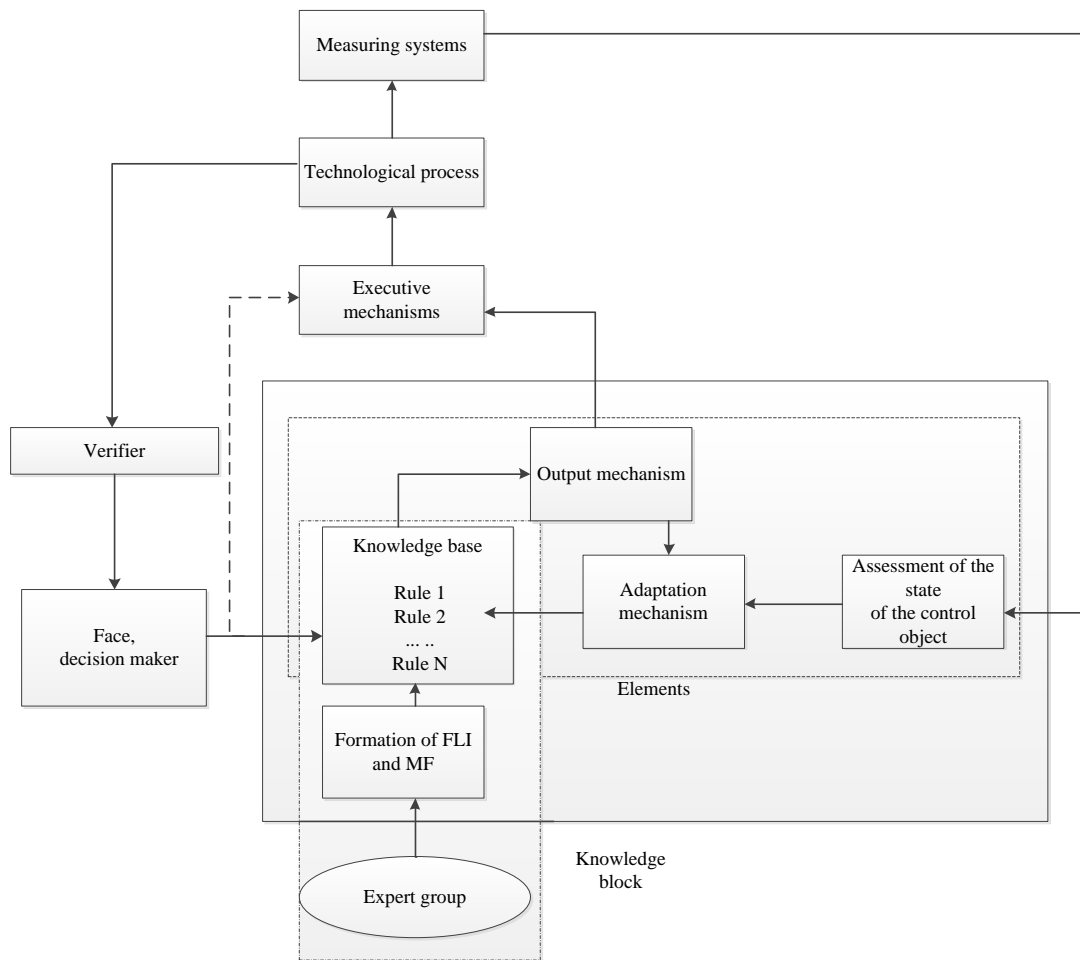 Measuring systems
Technological process
Executive
mechanisms
Verifier
Output mechanism
Knowledge base
Rule 1
Rule 2
... ..
Rule N
Adaptation
mechanism
Assessment of the
state
of the control
object
Face,
decision maker
Elements
Formation of FLI
and MF
Knowledge
block
Expert group